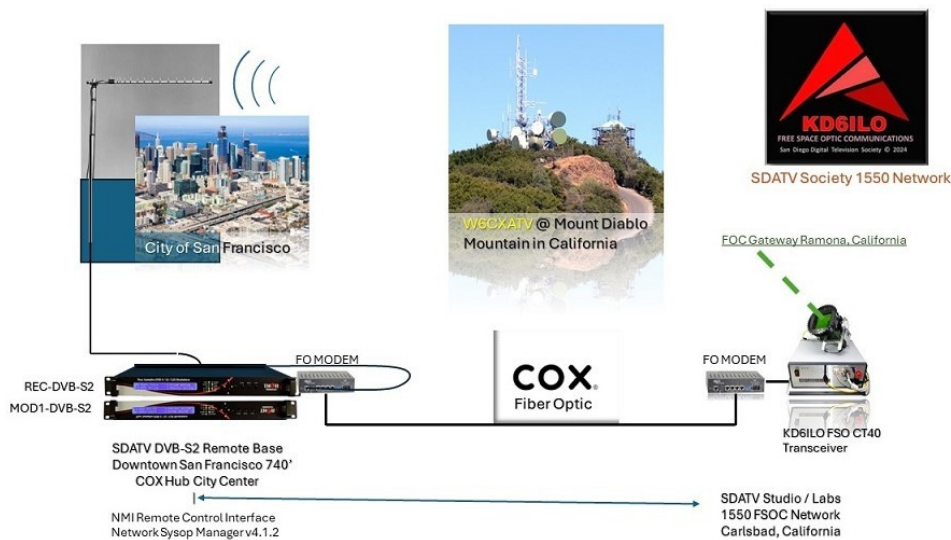 KD6ILO
FREE SPACE OPTIC COMMUNICATIONS
San Diego Digital Television Society © 2024
SDATV Society 1550 Network
City of San Francisco
W6CXATV @ Mount Diablo
Mountain in California
FOC Gateway Ramona, California
FO MODEM
REC-DVB-S2
MOD1-DVB-S2
COX®
Fiber Optic
FO MODEM
KD6ILO FSO CT40
Transceiver
SDATV DVB-S2 Remote Base
Downtown San Francisco 740’
COX Hub City Center
NMI Remote Control Interface
Network Sysop Manager v4.1.2
SDATV Studio / Labs
1550 FSOC Network
Carlsbad, California